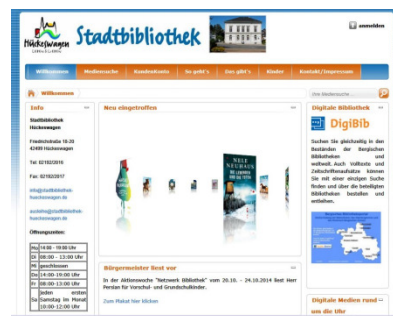 Hückeswagen
Stadtbibliothek
anmelden
Willkommen Mediensuche Kundenkonto So geht's Das gibt's Kinder Kontakt/Impressum
Willkommen
Ihre Mediensuche
Info
Stadtbibliothek
Hückeswagen
Friedrichstraße 18-20
42499 Hückeswagen
Tel: 02192/2016
Fax: 02192/2017
info@stadtbibliothek-
hueckeswagen.de
ausleihe@stadtbibliothek-
hueckeswagen.de
Öffnungszeiten:
Mo 14:00 - 19:00 Uhr
Di 08:00 - 13:00 Uhr
Mi geschlossen
Do 14:00-19:00 Uhr
Fr 08:00-13:00 Uhr
Sa Jeden ersten
Samstag im Monat
10:00-12:00 Uhr
Neu eingetroffen
NELE
NEUHAUS
Bürgermeister liest vor
In der Aktionswoche "Netzwerk Bibliothek" vom 20.10. - 24.10.2014 liest Herr
Persian für Vorschul- und Grundschulkinder.
Zum Plakat hier klicken
Digitale Bibliothek
DigiBib
Suchen Sie gleichzeitig in den
Beständen der Bergischen
Bibliotheken und
weltweit. Auch Volltexte und
Zeitschriftenaufsätze können
Sie mit einer einzigen Suche
finden und über die beteiligten
Bibliotheken bestellen und
entleihen.
Digitale Medien rund
um die Uhr